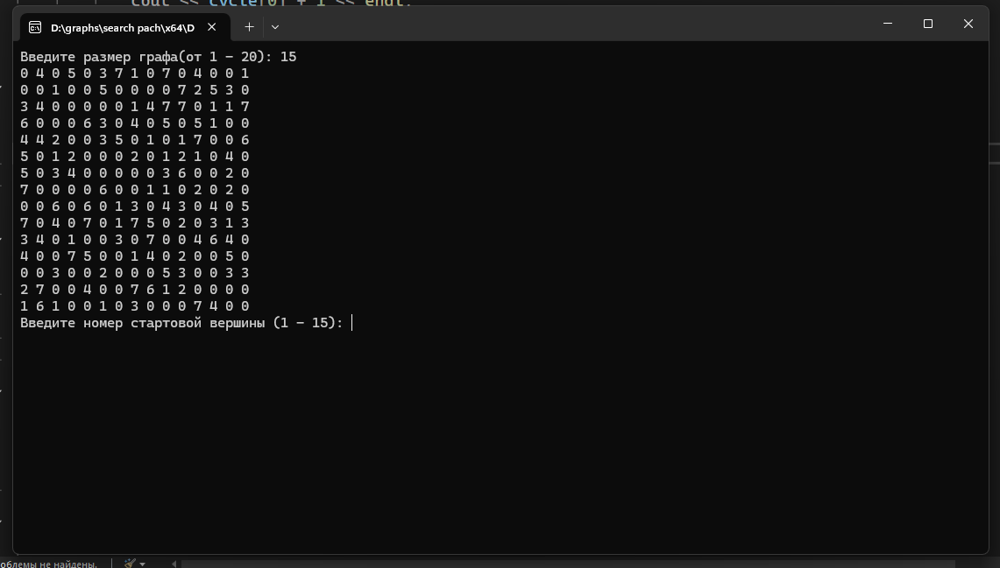 cout << cycle[0] + 1 << endl;
D:\graphs\search pach\x64\D
Введите размер графа(от 1 - 20): 15
0 4 0 5 0 3 7 1 0 7 0 4 0 0 1
0 0 1 0 0 5 0 0 0 0 7 2 5 3 0
3 4 0 0 0 0 0 1 4 7 7 0 1 1 7
6 0 0 0 6 3 0 4 0 5 0 5 1 0 0
4 4 2 0 0 3 5 0 1 0 1 7 0 0 6
5 0 1 2 0 0 0 2 0 1 2 1 0 4 0
5 0 3 4 0 0 0 0 0 3 6 0 0 2 0
7 0 0 0 0 6 0 0 1 1 0 2 0 2 0
0 0 6 0 6 0 1 3 0 4 3 0 4 0 5
7 0 4 0 7 0 1 7 5 0 2 0 3 1 3
3 4 0 1 0 0 3 0 7 0 0 4 6 4 0
4 0 0 7 5 0 0 1 4 0 2 0 0 5 0
0 0 3 0 0 2 0 0 0 5 3 0 0 3 3
2 7 0 0 4 0 0 7 6 1 2 0 0 0 0
1 6 1 0 0 1 0 3 0 0 0 7 4 0 0
Введите номер стартовой вершины (1 - 15):
облемы не найдены.